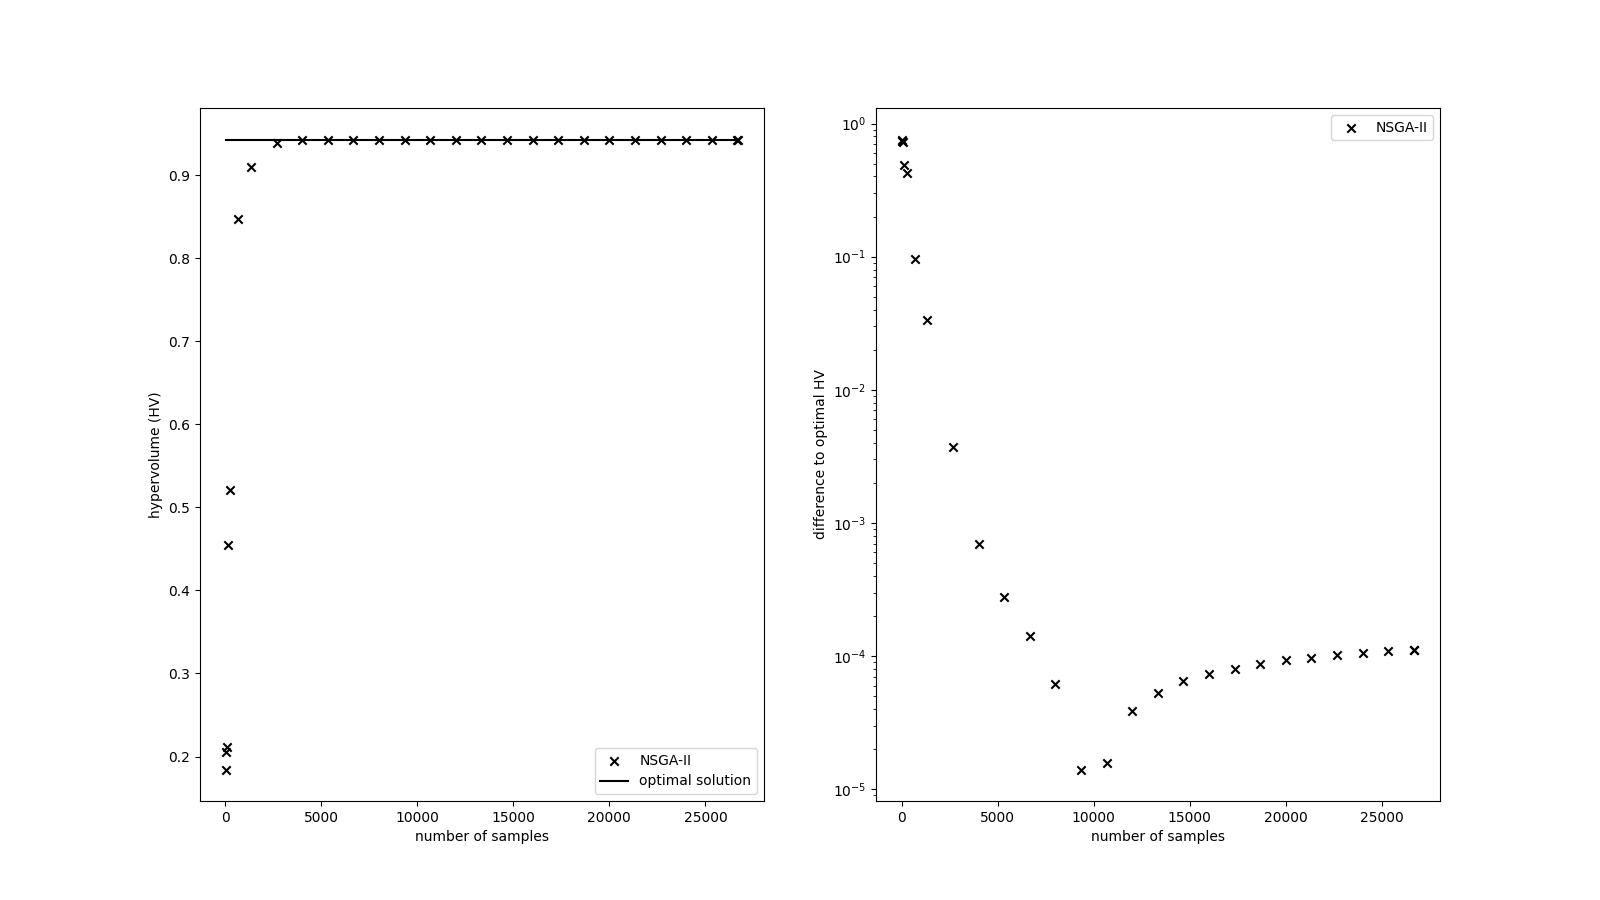 0.9
0.8
0.7
0.6
0.5
0.4
0.3
0.2
hypervolume (HV)
0 5000 10000 15000 20000 25000
number of samples
NSGA-II
optimal solution
10⁰
10⁻¹
10⁻²
10⁻³
10⁻⁴
10⁻⁵
difference to optimal HV
0 5000 10000 15000 20000 25000
number of samples
NSGA-II